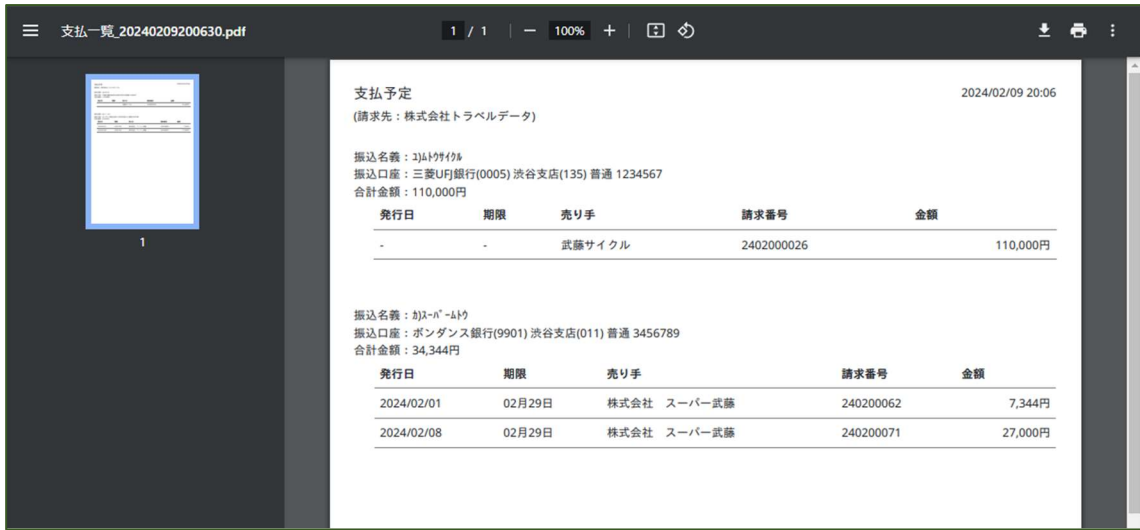 支払一覧_20240209200630.pdf 1 / 1 100%
1
支払予定 2024/02/09 20:06
(請求先：株式会社トラベルデータ)
振込名義：ﾕ)ﾑﾄｳｻｲｸﾙ
振込口座：三菱UFJ銀行(0005) 渋谷支店(135) 普通 1234567
合計金額：110,000円
発行日 期限 売り手 請求番号 金額
- - 武藤サイクル 2402000026 110,000円
振込名義：ｶ)ｽｰﾊﾟｰﾑﾄｳ
振込口座：ボンダンス銀行(9901) 渋谷支店(011) 普通 3456789
合計金額：34,344円
発行日 期限 売り手 請求番号 金額
2024/02/01 02月29日 株式会社　スーパー武藤 240200062 7,344円
2024/02/08 02月29日 株式会社　スーパー武藤 240200071 27,000円